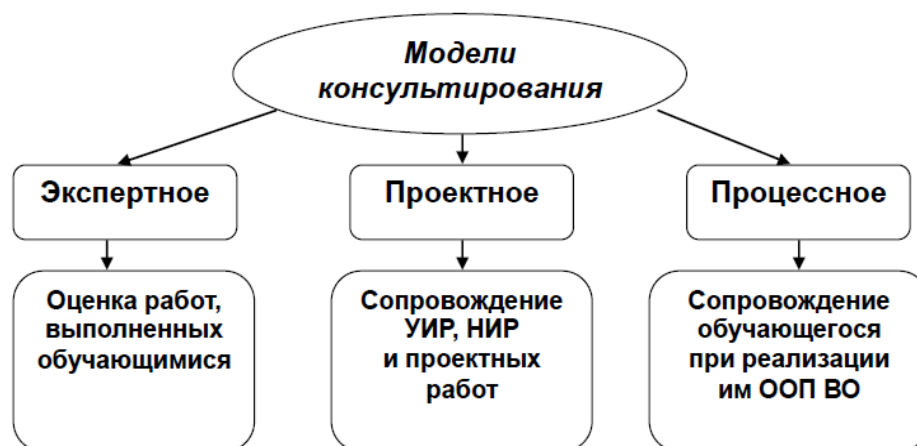 Модели
консультирования
Экспертное
Проектное
Процессное
Оценка работ,
выполненных
обучающимися
Сопровождение
УИР, НИР
и проектных
работ
Сопровождение
обучающегося
при реализации
им ООП ВО